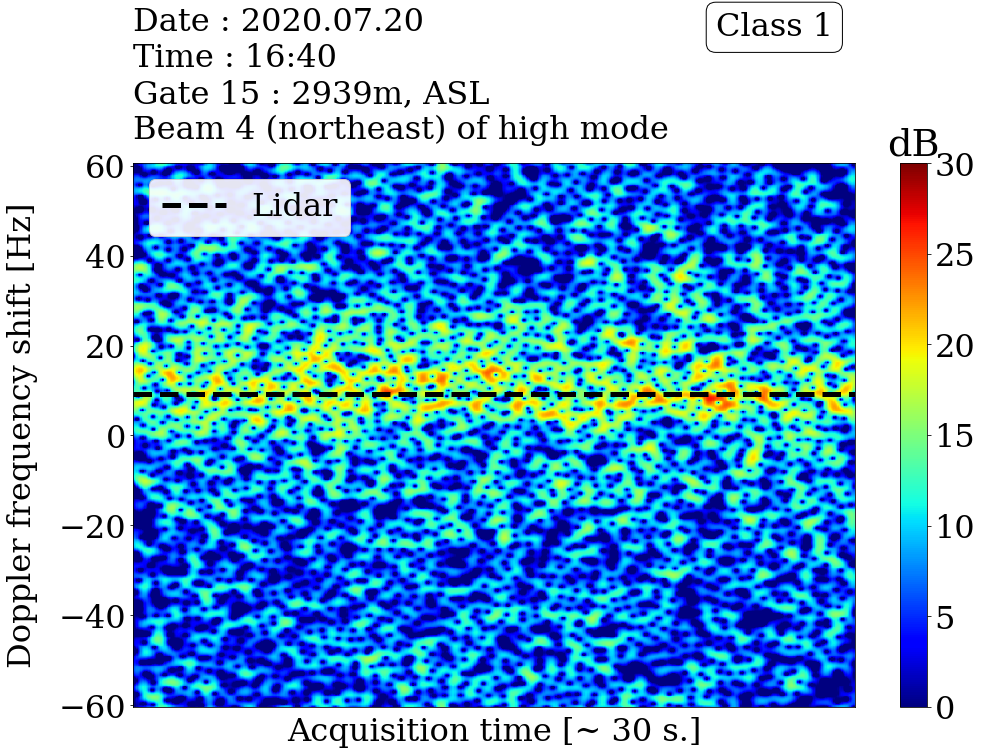 Date : 2020.07.20
Time : 16:40
Gate 15 : 2939m, ASL
Beam 4 (northeast) of high mode
Class 1
dB
Lidar
Doppler frequency shift [Hz]
60
40
20
0
−20
−40
−60
30
25
20
15
10
5
0
Acquisition time [~ 30 s.]